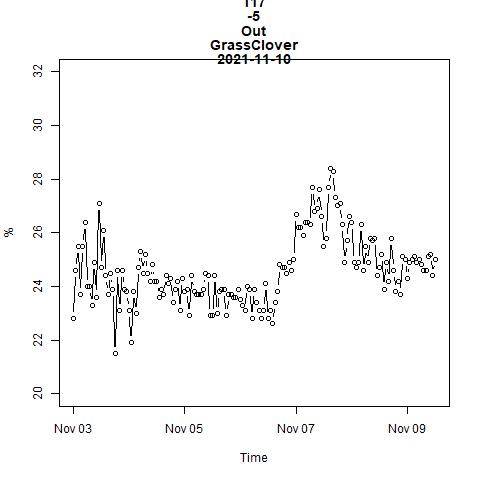 117
-5
Out
GrassClover
2021-11-10
32
30
28
26
24
22
20
%
Nov 03
Nov 05
Nov 07
Nov 09
Time